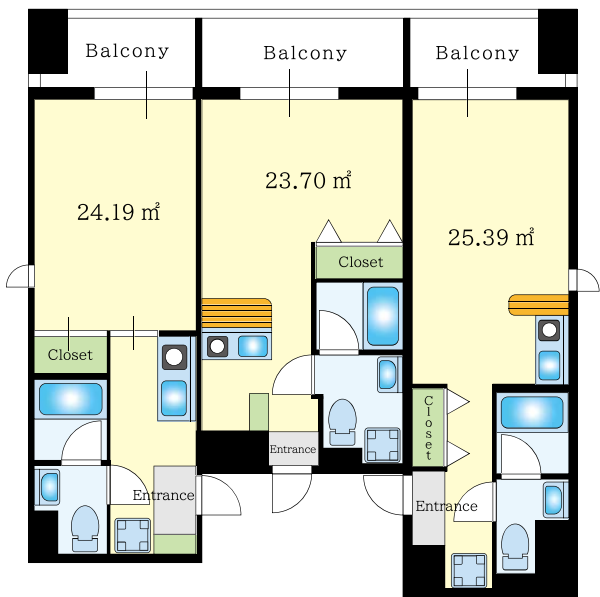 Balcony
Balcony
Balcony
24.19 ㎡
23.70 ㎡
25.39 ㎡
Closet
Closet
Closet
Entrance
Entrance
Entrance